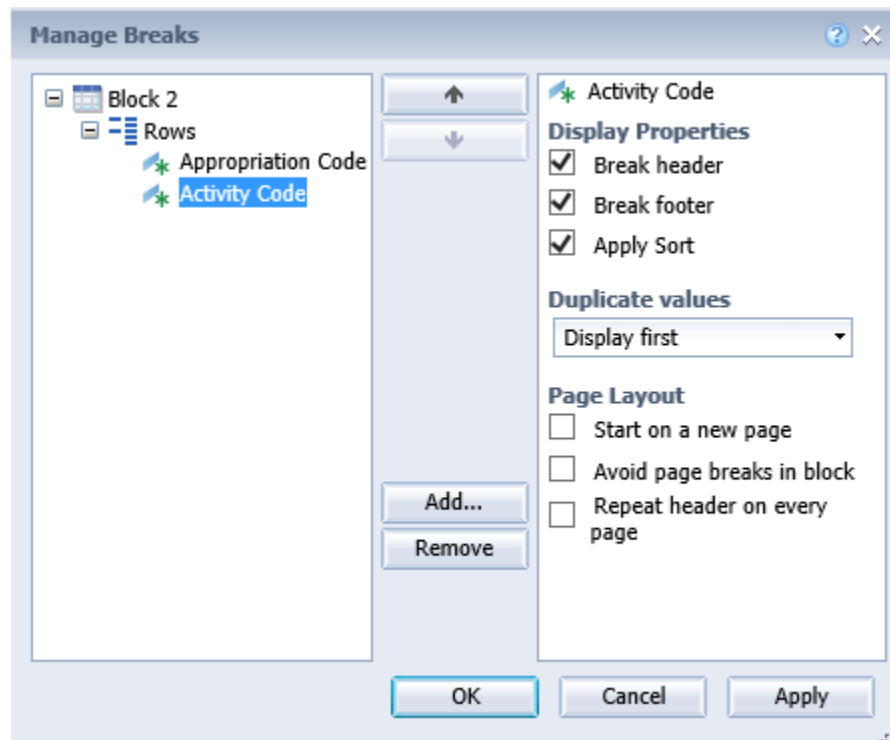 Manage Breaks
?
Block 2
Rows
Appropriation Code
Activity Code
Add...
Remove
Activity Code
Display Properties
Break header
Break footer
Apply Sort
Duplicate values
Display first
Page Layout
Start on a new page
Avoid page breaks in block
Repeat header on every
page
OK
Cancel
Apply